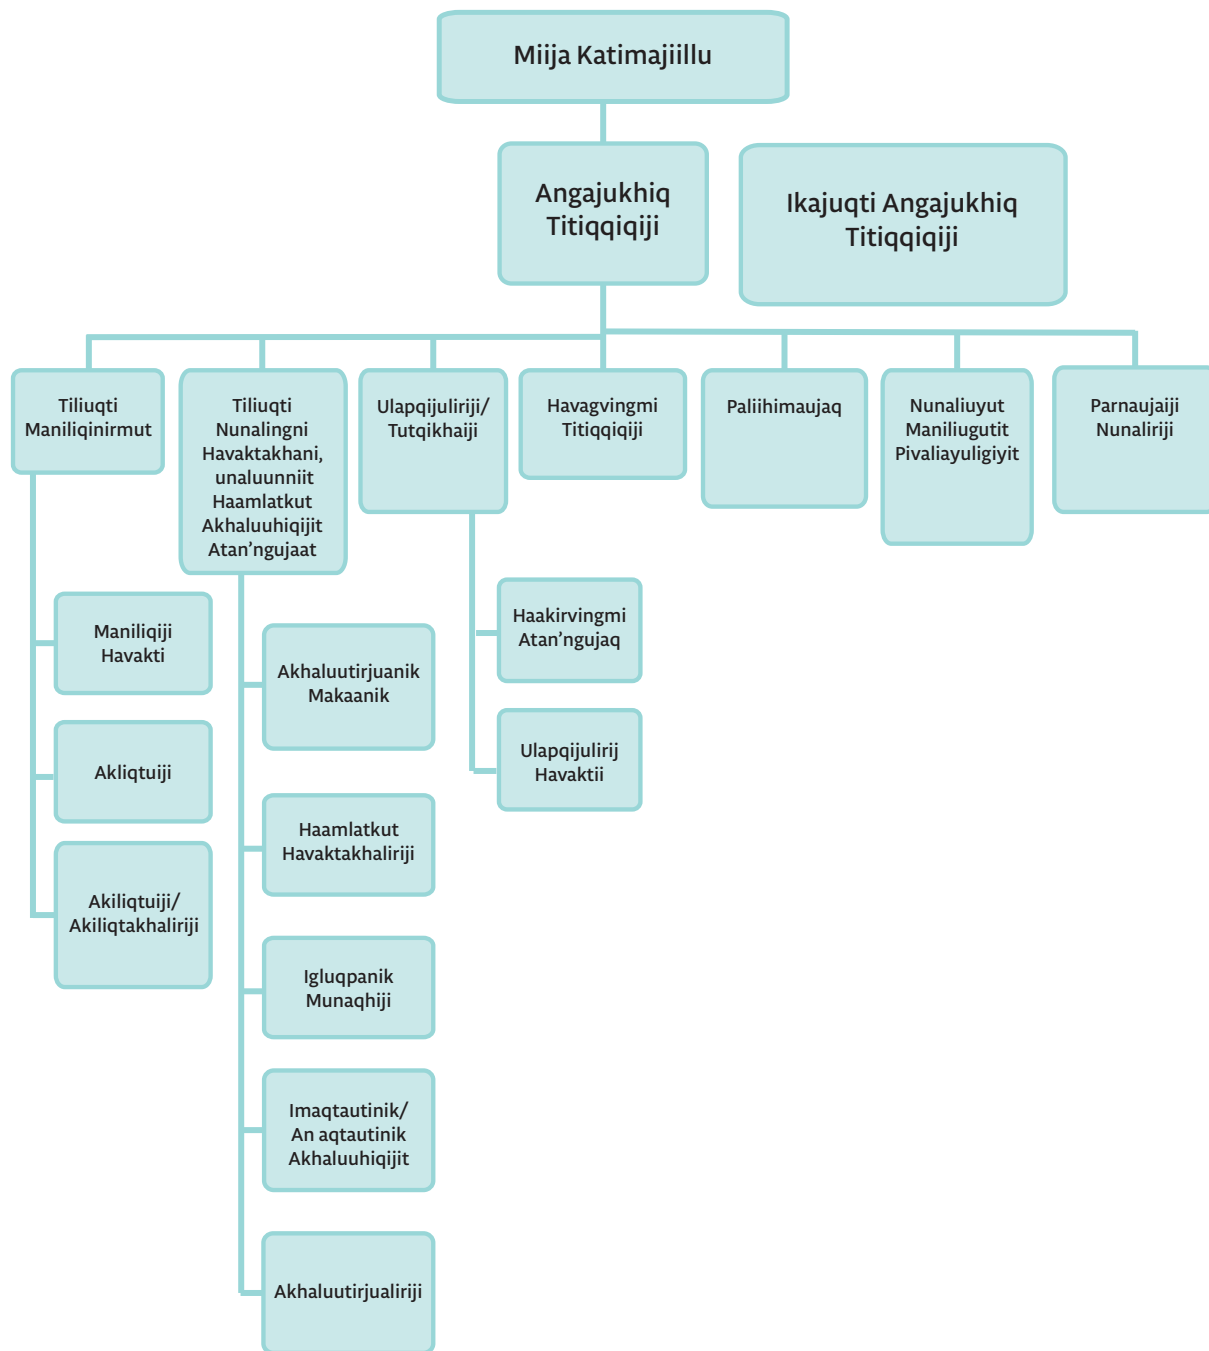 Miija Katimajiillu
Angajukhiq
Titiqqiqiji
Ikajuqti Angajukhiq
Titiqqiqiji
Tiliuqti
Maniliqinirmut
Tiliuqti
Nunalingni
Havaktakhani,
unaluunniit
Haamlatkut
Akhaluuhiqijit
Atan’ngujaat
Ulapqijuliriji/
Tutqikhaiji
Havagvingmi
Titiqqiqiji
Paliihimaujaq
Nunaliuyut
Maniliugutit
Pivaliayuligiyit
Parnaujaiji
Nunaliriji
Maniliqiji
Havakti
Akliqtuiji
Akiliqtuiji/
Akiliqtakhaliriji
Akhaluutirjuanik
Makaanik
Haamlatkut
Havaktakhaliriji
Igluqpanik
Munaqhiji
Imaqtautinik/
An aqtautinik
Akhaluuhiqijit
Akhaluutirjualiriji
Haakirvingmi
Atan’ngujaq
Ulapqijulirij
Havaktii